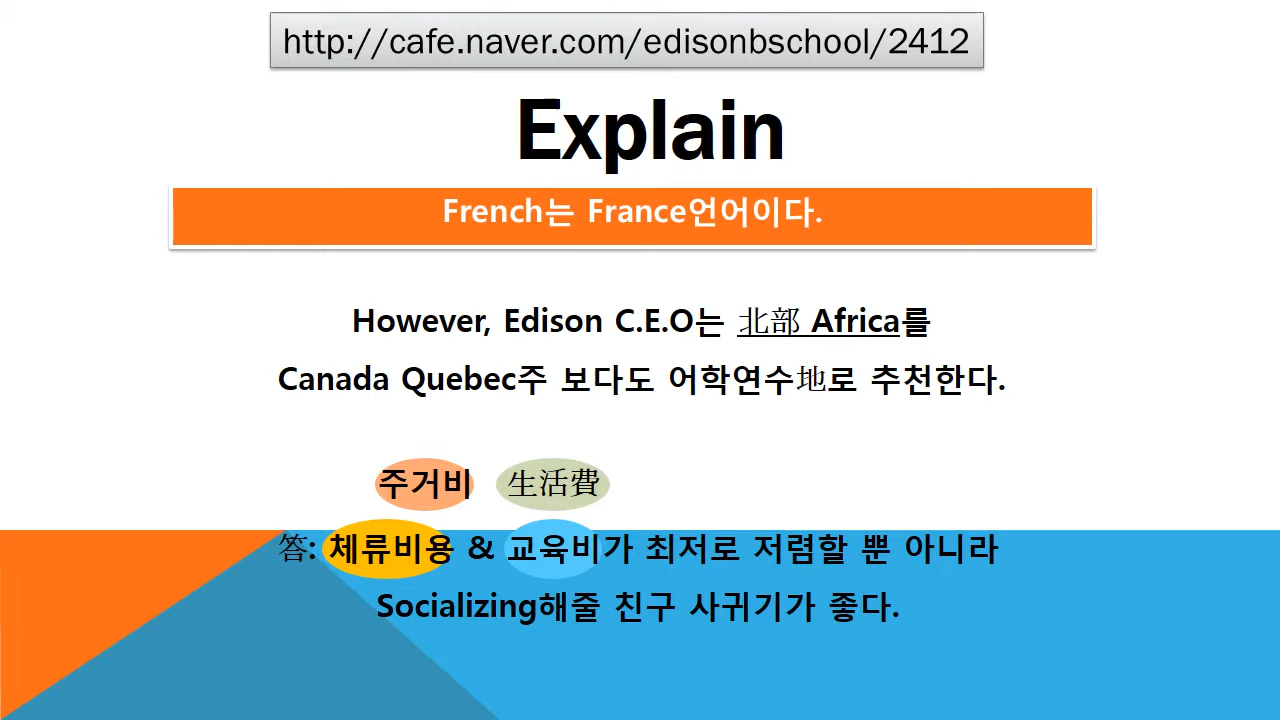 http://cafe.naver.com/edisonbschool/2412
Explain
French는 France언어이다.
However, Edison C.E.O는 北部 Africa를
Canada Quebec주 보다도 어학연수地로 추천한다.
주거비 生活費
答: 체류비용 & 교육비가 최저로 저렴할 뿐 아니라
Socializing해줄 친구 사귀기가 좋다.